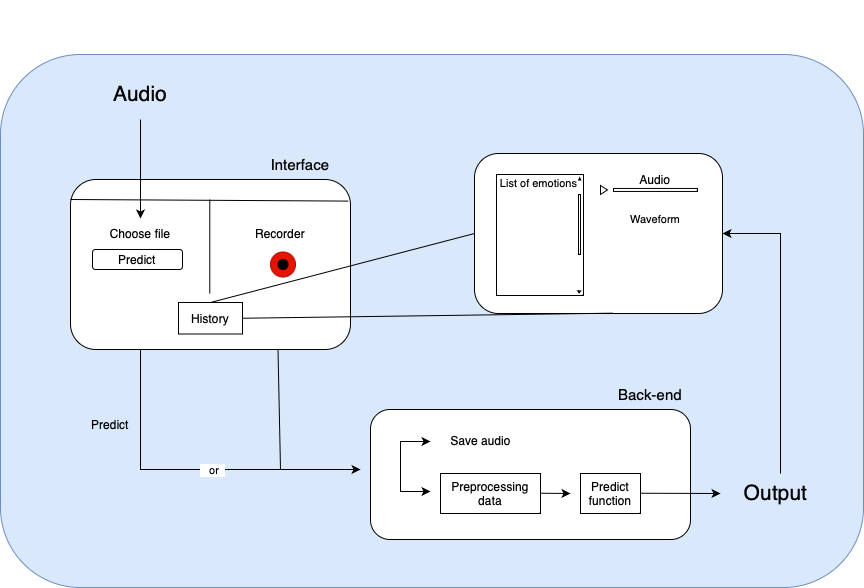 Audio
Interface
Choose file
Predict
Recorder
History
List of emotions
Audio
Waveform
Predict
or
Back-end
Save audio
Preprocessing
data
Predict
function
Output